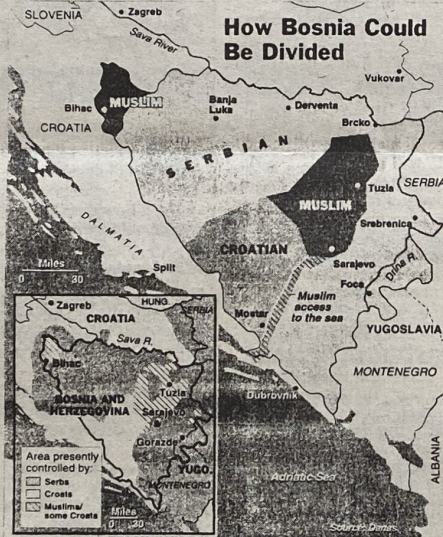 How Bosnia Could
Be Divided
SLOVENIA
Zagreb
Sava River
Vukovar
Bihac
MUSLIM
Banja
Luka
Derventa
Brcko
CROATIA
SERBIAN
SERBIA
Tuzla
MUSLIM
Srebrenica
DALMATIA
CROATIAN
Sarajevo
Drina R.
Miles
0 30
Split
Foca
Muslim
access
to the sea
Mostar
YUGOSLAVIA
MONTENEGRO
Dubrovnik
ALBANIA
Adriatic Sea
Source: Danas
Zagreb
HUNG.
CROATIA
SERBIA
Sava R.
Bihac
BOSNIA AND
HERZEGOVINA
Tuzla
Sarajevo
Gorazde
YUGO.
MONTENEGRO
Area presently
controlled by:
Serbs
Croats
Muslims/
some Croats
Miles
0 30